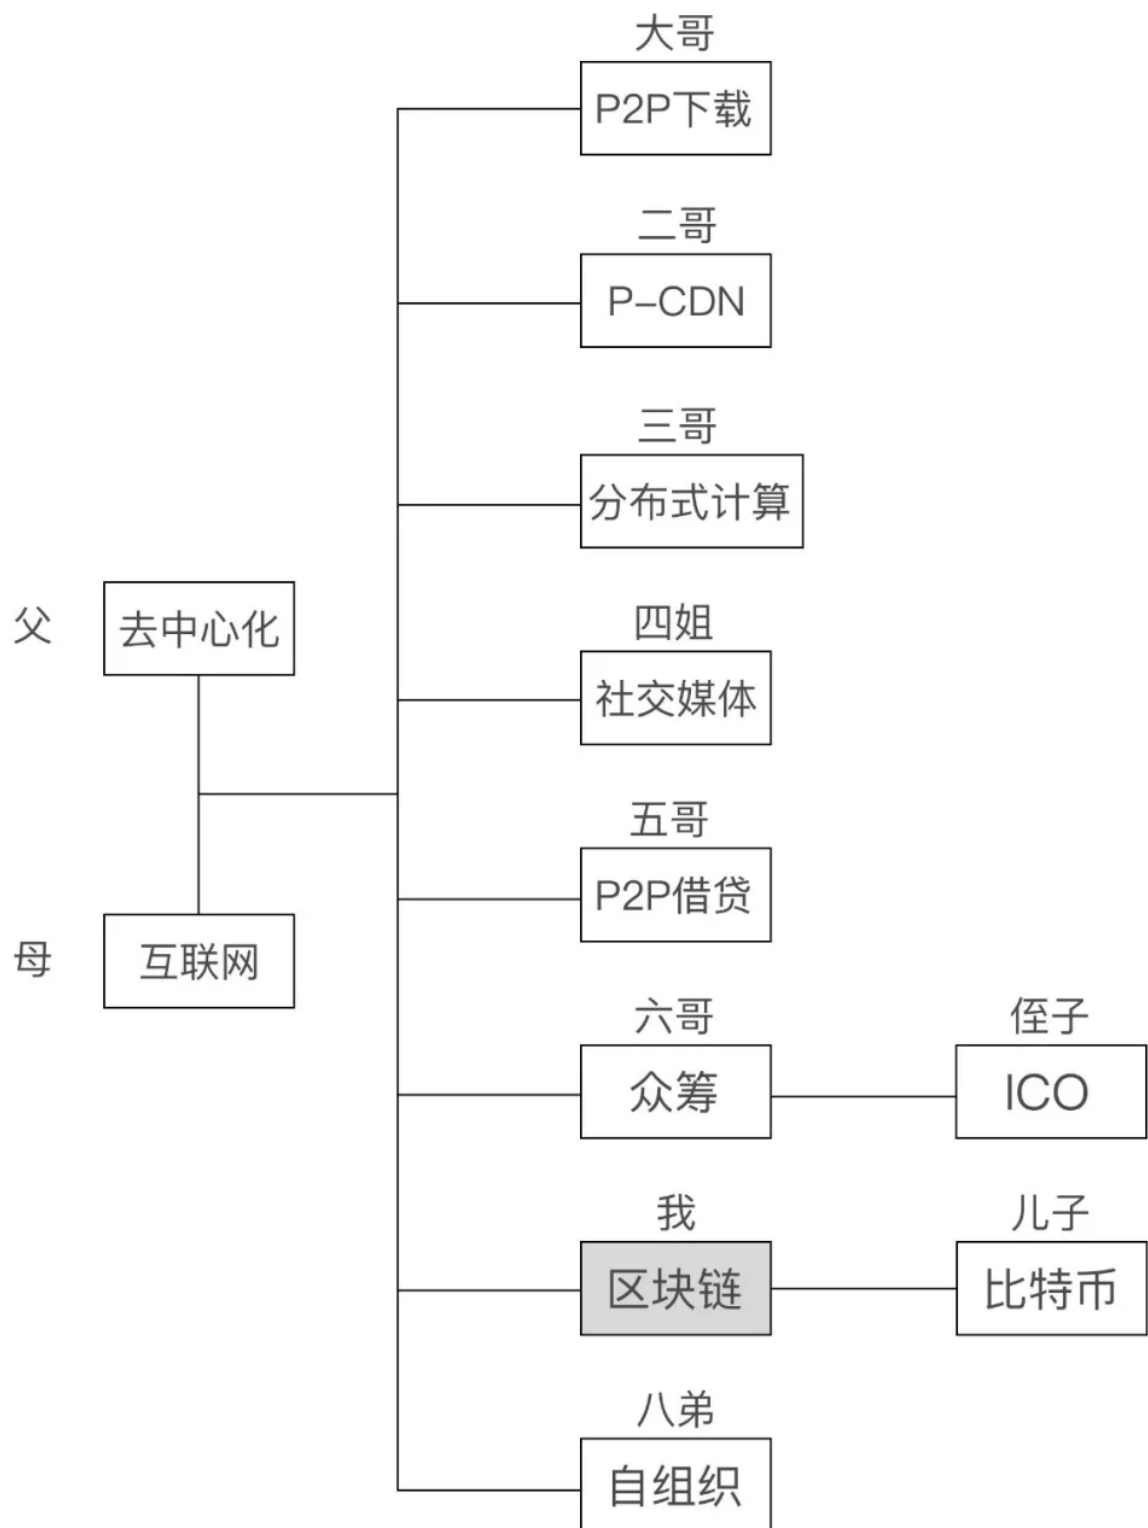 大哥
P2P下载
二哥
P-CDN
三哥
分布式计算
父
去中心化
四姐
社交媒体
五哥
P2P借贷
母
互联网
六哥
众筹
侄子
ICO
我
区块链
儿子
比特币
八弟
自组织